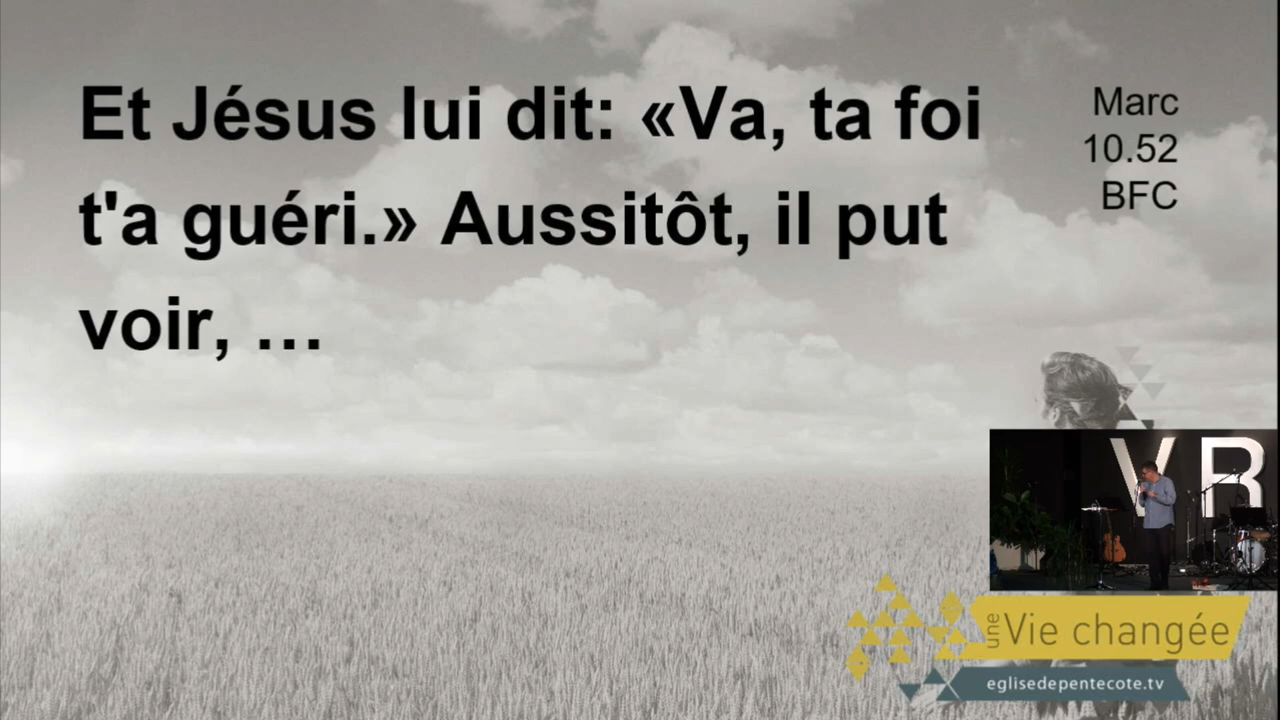 Et Jésus lui dit: «Va, ta foi
t'a guéri.» Aussitôt, il put
voir, …
Marc
10.52
BFC
V R
une Vie changée
eglisedepentecote.tv